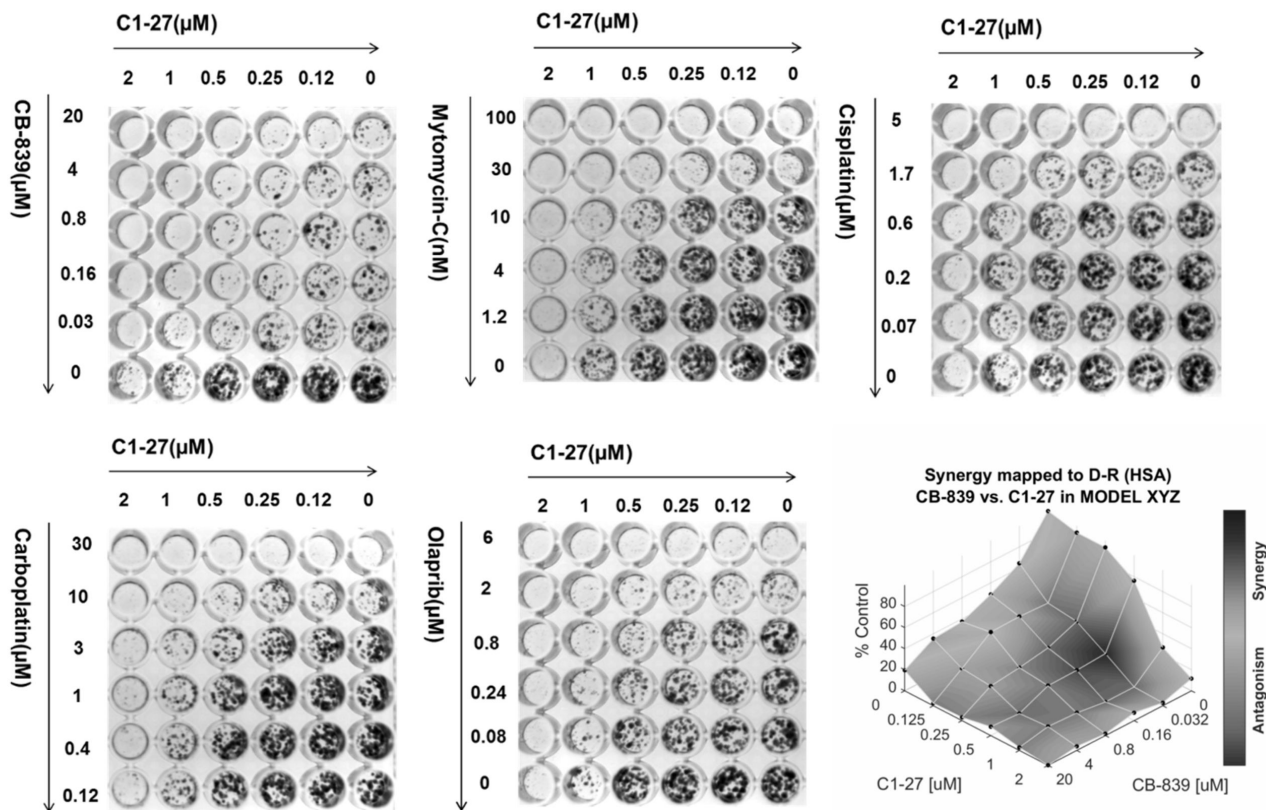 C1-27(µM)
2 1 0.5 0.25 0.12 0
CB-839(µM)
20
4
0.8
0.16
0.03
0
C1-27(µM)
2 1 0.5 0.25 0.12 0
Mytomycin-C(nM)
100
30
10
4
1.2
0
C1-27(µM)
2 1 0.5 0.25 0.12 0
Cisplatin(µM)
5
1.7
0.6
0.2
0.07
0
C1-27(µM)
2 1 0.5 0.25 0.12 0
Carboplatin(µM)
30
10
3
1
0.4
0.12
C1-27(µM)
2 1 0.5 0.25 0.12 0
Olaprib(µM)
6
2
0.8
0.24
0.08
0
Synergy mapped to D-R (HSA)
CB-839 vs. C1-27 in MODEL XYZ
% Control
80
60
40
20
0
0
0.125
0.25
0.5
1
2
C1-27 [uM]
20
4
0.8
0.16
0.032
0
CB-839 [uM]
Synergy
Antagonism